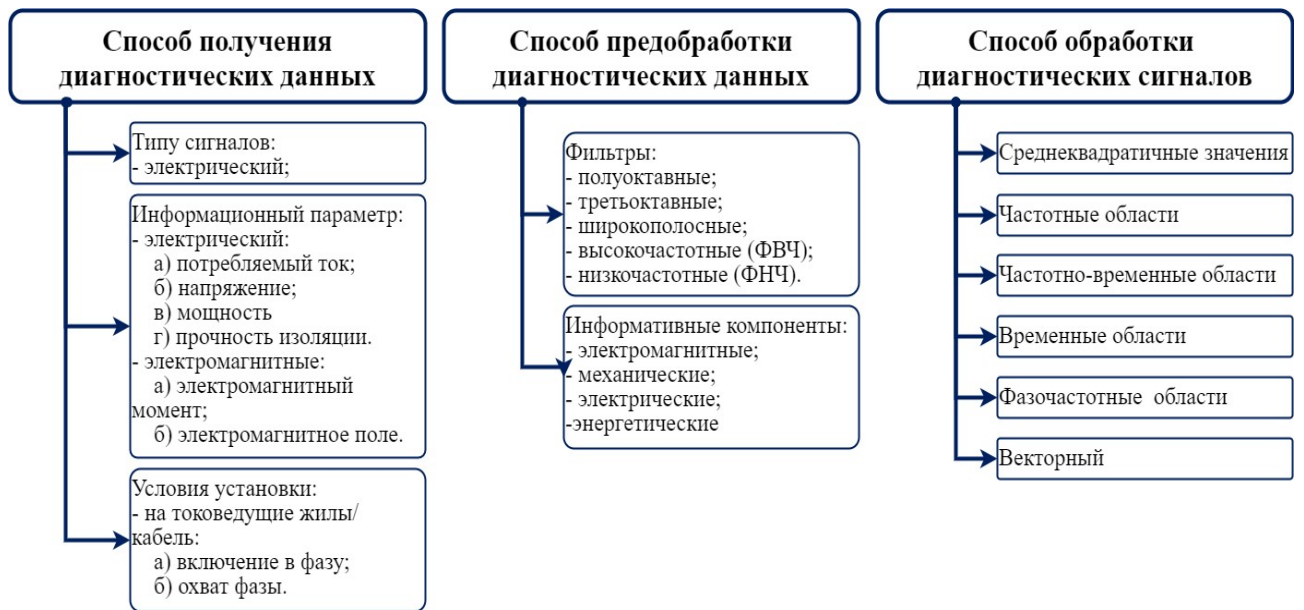 Способ получения
диагностических данных
Типу сигналов:
- электрический;
Информационный параметр:
- электрический:
а) потребляемый ток;
б) напряжение;
в) мощность
г) прочность изоляции.
- электромагнитные:
а) электромагнитный
момент;
б) электромагнитное поле.
Условия установки:
- на токоведущие жилы/
кабель:
а) включение в фазу;
б) охват фазы.
Способ предобработки
диагностических данных
Фильтры:
- полуоктавные;
- третьоктавные;
- широкополосные;
- высокочастотные (ФВЧ);
- низкочастотные (ФНЧ).
Информативные компоненты:
- электромагнитные;
- механические;
- электрические;
-энергетические
Способ обработки
диагностических сигналов
Среднеквадратичные значения
Частотные области
Частотно-временные области
Временные области
Фазочастотные области
Векторный